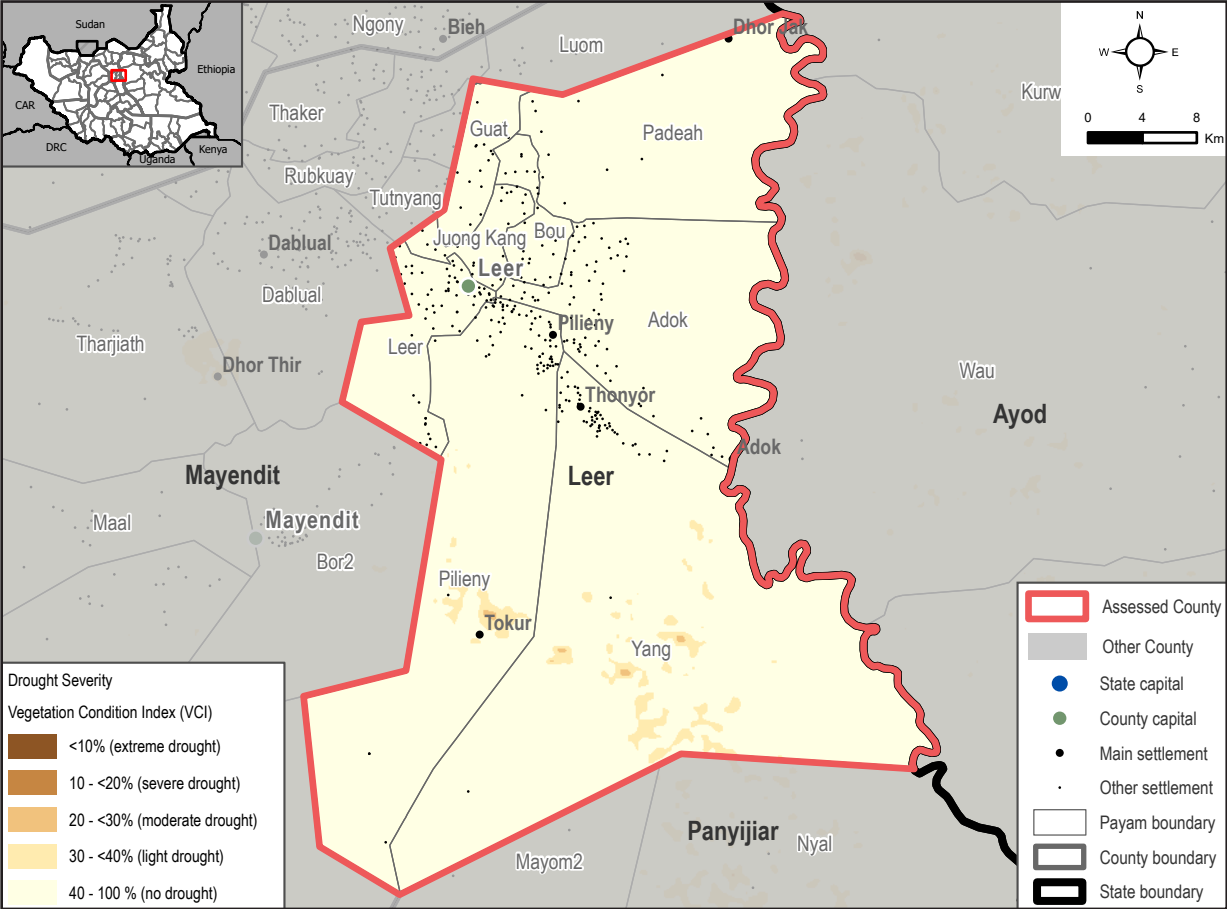 Sudan
Ethiopia
CAR
DRC
Uganda
Kenya
N
W
E
S
0
4
8
Km
Ngony
Bieh
Luom
Dhor Jak
Kurw
Thaker
Guat
Padeah
Rubkuay
Tutnyang
Dablual
Juong Kang
Bou
Leer
Dablual
Pilieny
Adok
Tharjiath
Leer
Dhor Thir
Wau
Thonyor
Ayod
Adok
Mayendit
Leer
Maal
Mayendit
Bor2
Pilieny
Tokur
Yang
Panyijiar
Nyal
Mayom2
Drought Severity
Vegetation Condition Index (VCI)
<10% (extreme drought)
10 - <20% (severe drought)
20 - <30% (moderate drought)
30 - <40% (light drought)
40 - 100 % (no drought)
Assessed County
Other County
State capital
County capital
Main settlement
Other settlement
Payam boundary
County boundary
State boundary